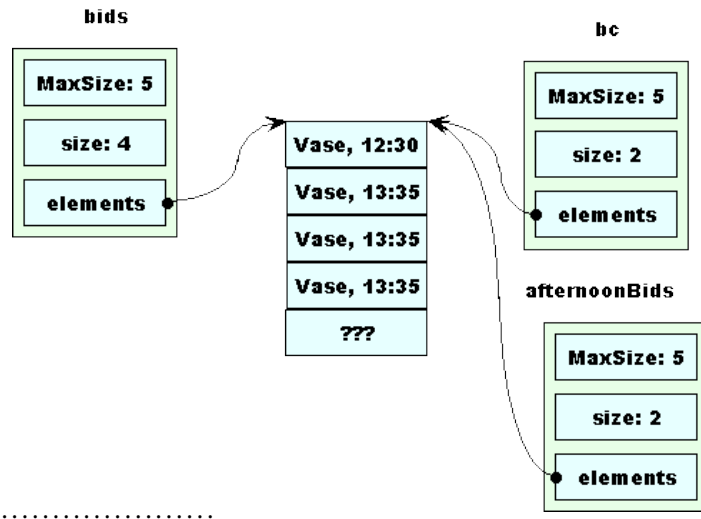 bids
MaxSize: 5
size: 4
elements
Vase, 12:30
Vase, 13:35
Vase, 13:35
Vase, 13:35
???
bc
MaxSize: 5
size: 2
elements
afternoonBids
MaxSize: 5
size: 2
elements
.....................